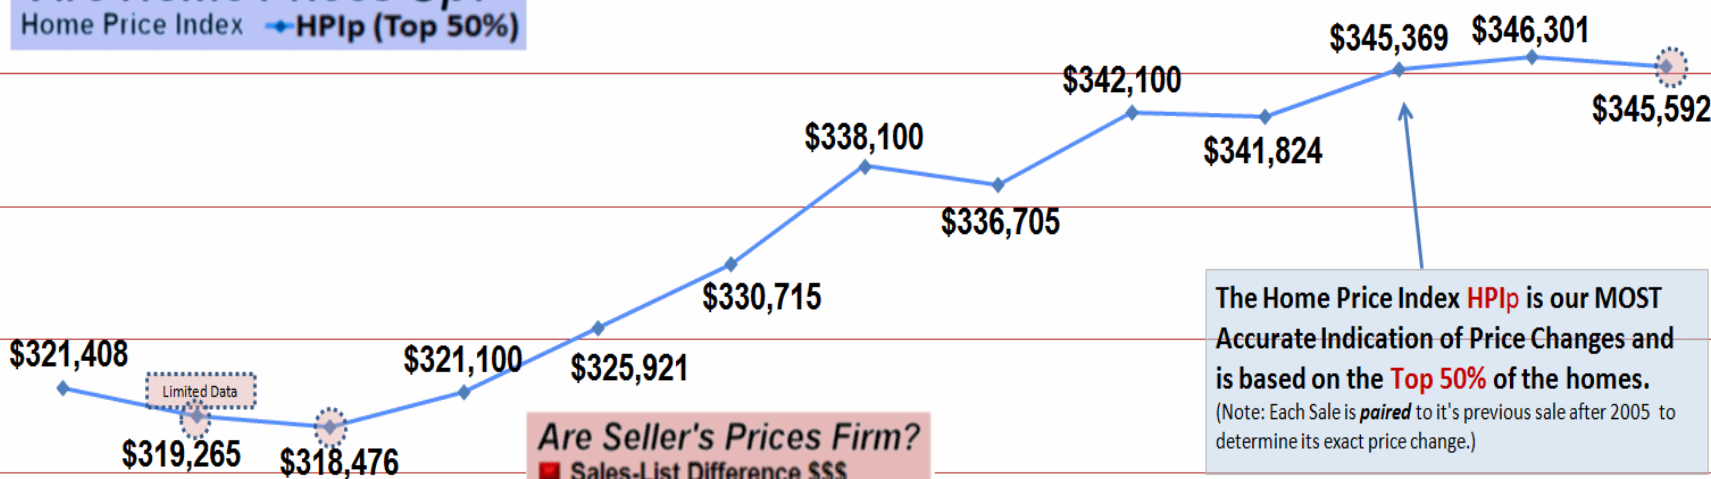 Home Price Index HPIp (Top 50%)
$345,369 $346,301
$342,100
$345,592
$338,100
$341,824
$336,705
$330,715
The Home Price Index HPIp is our MOST
Accurate Indication of Price Changes and
is based on the Top 50% of the homes.
(Note: Each Sale is paired to it's previous sale after 2005 to
determine its exact price change.)
$321,408
$321,100
$325,921
Limited Data
$319,265
$318,476
Are Seller's Prices Firm?
Sales-List Difference $$$